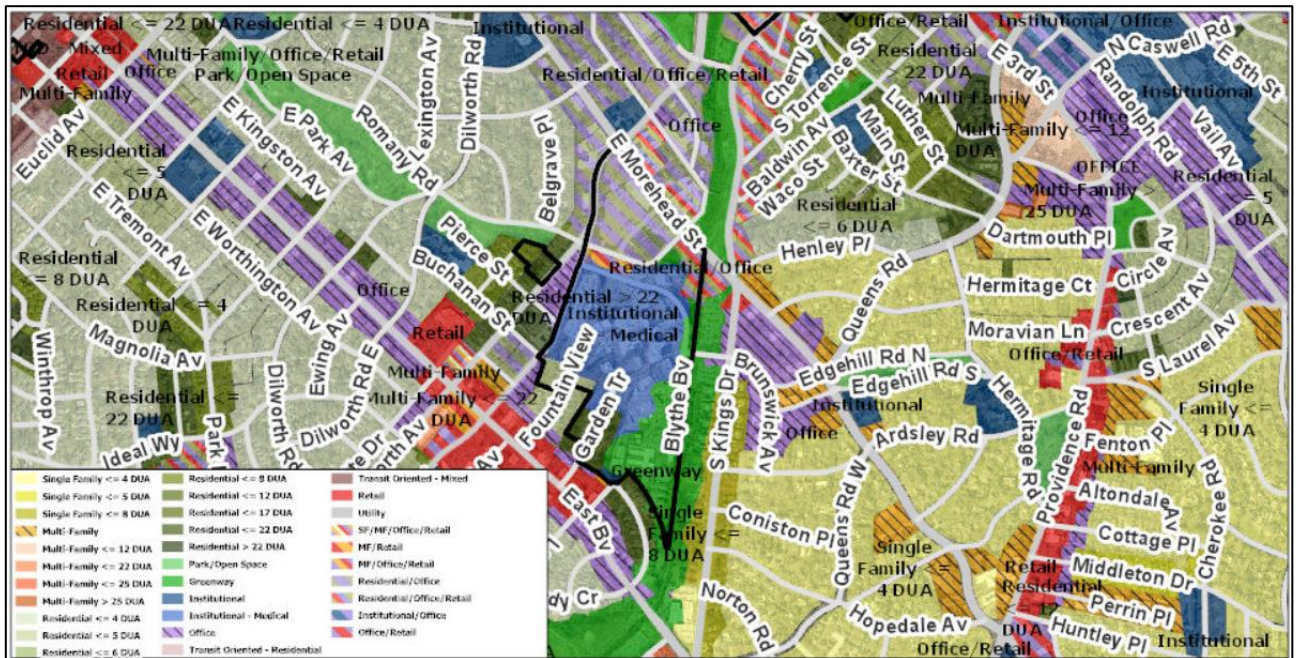 Residential <= 22 DUA
Residential <= 4 DUA
- Mixed
Retail
Multi-Family
Office
Multi-Family/Office/Retail
Park/Open Space
Institutional
Lexington Av
Dilworth Rd
Residential/Office/Retail
Cherry St
S Torrence St
Office/Retail
Residential
> 22 DUA
Institutional/Office
E 3rd St
N Caswell Rd
E 5th St
Randolph Rd
Institutional
Vail Av
Euclid Av
Residential
<= 5
DUA
E Kingston Av
E Park Av
Romany Rd
Belgrave Pl
E Morehead St
Office
Baldwin Av
Waco St
Main St
Baxter St
Luther St
Multi-Family
DUA
Multi-Family <= 12
Office
OFFICE
Multi-Family >
25 DUA
Residential
<= 5
DUA
E Tremont Av
E Worthington Av
Pierce St
Buchanan St
Residential
<= 6 DUA
Henley Pl
Queens Rd
Dartmouth Pl
Circle Av
Residential
<= 8 DUA
Residential <= 4
DUA
Office
Residential > 22
DUA
Residential/Office
Institutional
Medical
Hermitage Ct
Moravian Ln
Crescent Av
Office/Retail
S Laurel Av
Winthrop Av
Magnolia Av
Ewing Av
Dilworth Rd E
Retail
Multi-Family
Multi-Family <= 22
DUA
Fountain View
Garden Tr
Blythe Bv
S Kings Dr
Brunswick Av
Edgehill Rd N
Edgehill Rd S
Institutional
Office
Ardsley Rd
Hermitage Rd
Providence Rd
Single
Family <=
4 DUA
Residential <=
22 DUA
Ideal Wy
Park
Dilworth Rd
Greenway
Single
Family <=
8 DUA
East Bv
Coniston Pl
Queens Rd W
Fenton Pl
Multi-Family
Altondale
Av
Cottage Pl
Cherokee Rd
Single
Family <=
4 DUA
Retail
Residential
DUA
Middleton Dr
Perrin Pl
Huntley Pl
Norton Rd
Hopedale Av
Office/Retail
Institutional
Single Family <= 4 DUA
Single Family <= 5 DUA
Single Family <= 8 DUA
Multi-Family
Multi-Family <= 12 DUA
Multi-Family <= 22 DUA
Multi-Family <= 25 DUA
Multi-Family > 25 DUA
Residential <= 4 DUA
Residential <= 5 DUA
Residential <= 6 DUA
Residential <= 8 DUA
Residential <= 12 DUA
Residential <= 17 DUA
Residential <= 22 DUA
Residential > 22 DUA
Park/Open Space
Greenway
Institutional
Institutional - Medical
Office
Transit Oriented - Residential
Transit Oriented - Mixed
Retail
Utility
SF/MF/Office/Retail
MF/Retail
MF/Office/Retail
Residential/Office
Residential/Office/Retail
Institutional/Office
Office/Retail